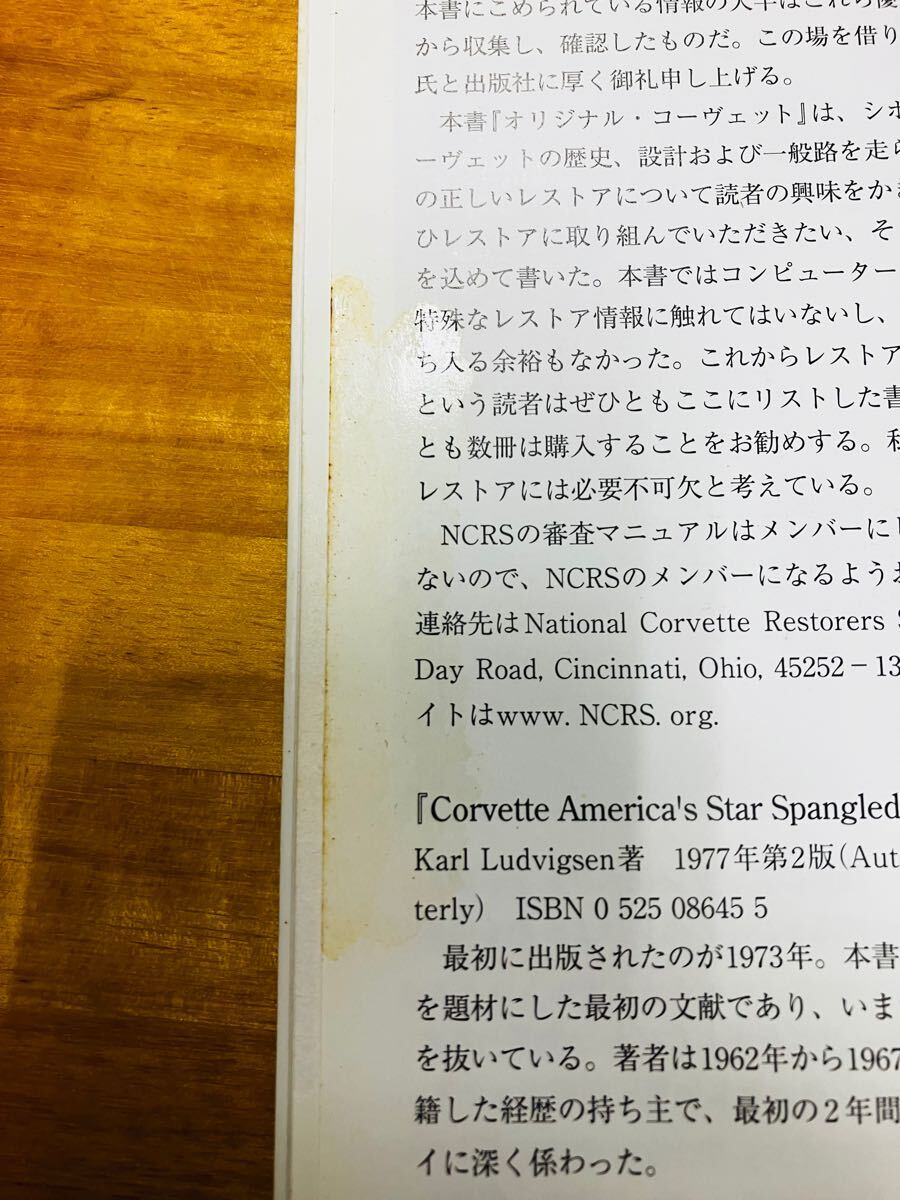 本書にこめられている情報の大半はこれら優
から収集し、確認したものだ。この場を借り
氏と出版社に厚く御礼申し上げる。
本書『オリジナル・コーヴェット』は、シボ
ーヴェットの歴史、設計および一般路を走ら
の正しいレストアについて読者の興味をかき
ひレストアに取り組んでいただきたい、そ
を込めて書いた。本書ではコンピューター
特殊なレストア情報に触れてはいないし、
ち入る余裕もなかった。これからレストア
という読者はぜひともここにリストした書
とも数冊は購入することをお勧めする。私
レストアには必要不可欠と考えている。
NCRSの審査マニュアルはメンバーにし
ないので、NCRSのメンバーになるようお
連絡先はNational Corvette Restorers S
Day Road, Cincinnati, Ohio, 45252－13
イトはwww. NCRS. org.
『Corvette America's Star Spangled
Karl Ludvigsen著　1977年第2版(Aut
terly)　ISBN 0 525 08645 5
最初に出版されたのが1973年。本書
を題材にした最初の文献であり、いま
を抜いている。著者は1962年から1967
籍した経歴の持ち主で、最初の２年間
イに深く係わった。